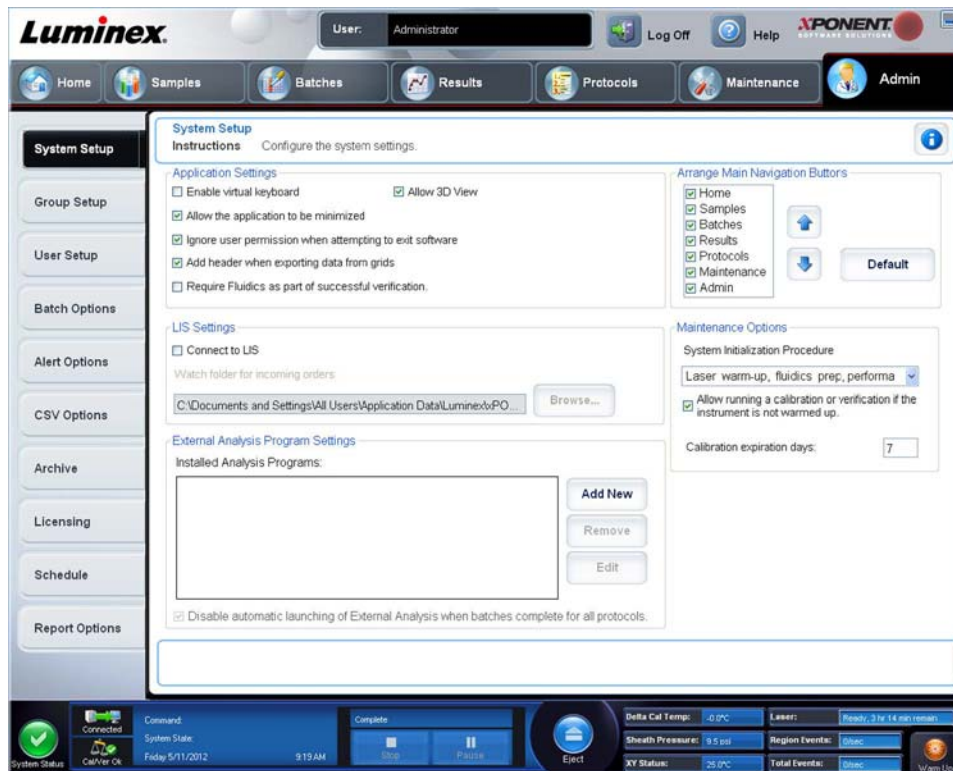 Luminex.
User: Administrator
Log Off
Help
XPONENT
SOFTWARE SOLUTIONS
Home
Samples
Batches
Results
Protocols
Maintenance
Admin
System Setup
Group Setup
User Setup
Batch Options
Alert Options
CSV Options
Archive
Licensing
Schedule
Report Options
System Setup
Instructions Configure the system settings.
Application Settings
Enable virtual keyboard
Allow 3D View
Allow the application to be minimized
Ignore user permission when attempting to exit software
Add header when exporting data from grids
Require Fluidics as part of successful verification.
Arrange Main Navigation Buttons
Home
Samples
Batches
Results
Protocols
Maintenance
Admin
Default
LIS Settings
Connect to LIS
Watch folder for incoming orders
C:\Documents and Settings\All Users\Application Data\Luminex\xPO...
Browse...
Maintenance Options
System Initialization Procedure
Laser warm-up, fluidics prep, performa
Allow running a calibration or verification if the
instrument is not warmed up.
Calibration expiration days: 7
External Analysis Program Settings
Installed Analysis Programs:
Add New
Remove
Edit
Disable automatic launching of External Analysis when batches complete for all protocols.
System Status
Connected
Cal/Ver Ok
Command:
System State:
Friday 5/11/2012 9:19 AM
Complete
Stop
Pause
Eject
Delta Cal Temp: -0.0°C
Sheath Pressure: 9.5 psi
XY Status: 25.0°C
Laser: Ready, 3 hr 14 min remain
Region Events: 0/sec
Total Events: 0/sec
Warm Up